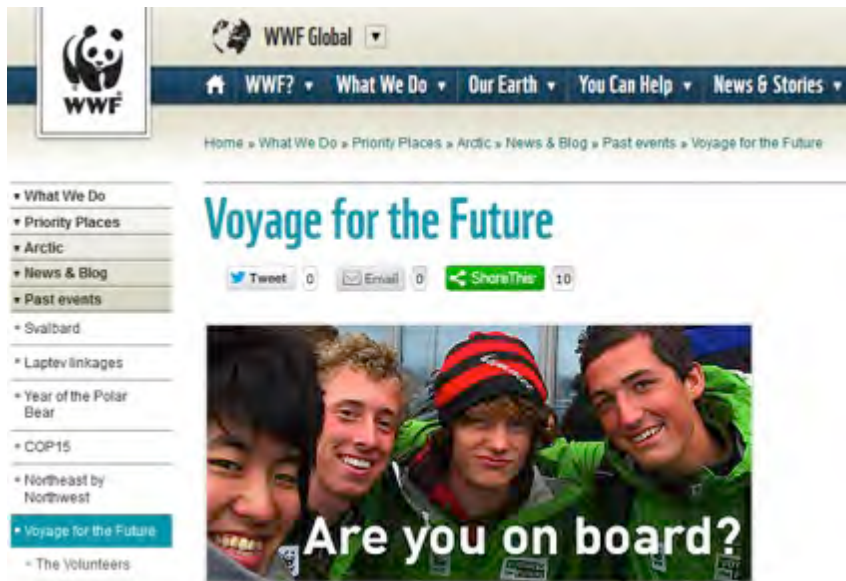 WWF
WWF Global
WWF? What We Do Our Earth You Can Help News & Stories
Home » What We Do » Priority Places » Arctic » News & Blog » Past events » Voyage for the Future
What We Do
Priority Places
Arctic
News & Blog
Past events
Svalbard
Laptev linkages
Year of the Polar
Bear
COP15
Northeast by
Northwest
Voyage for the Future
The Volunteers
Voyage for the Future
Tweet 0 Email 0 ShareThis 10
Are you on board?